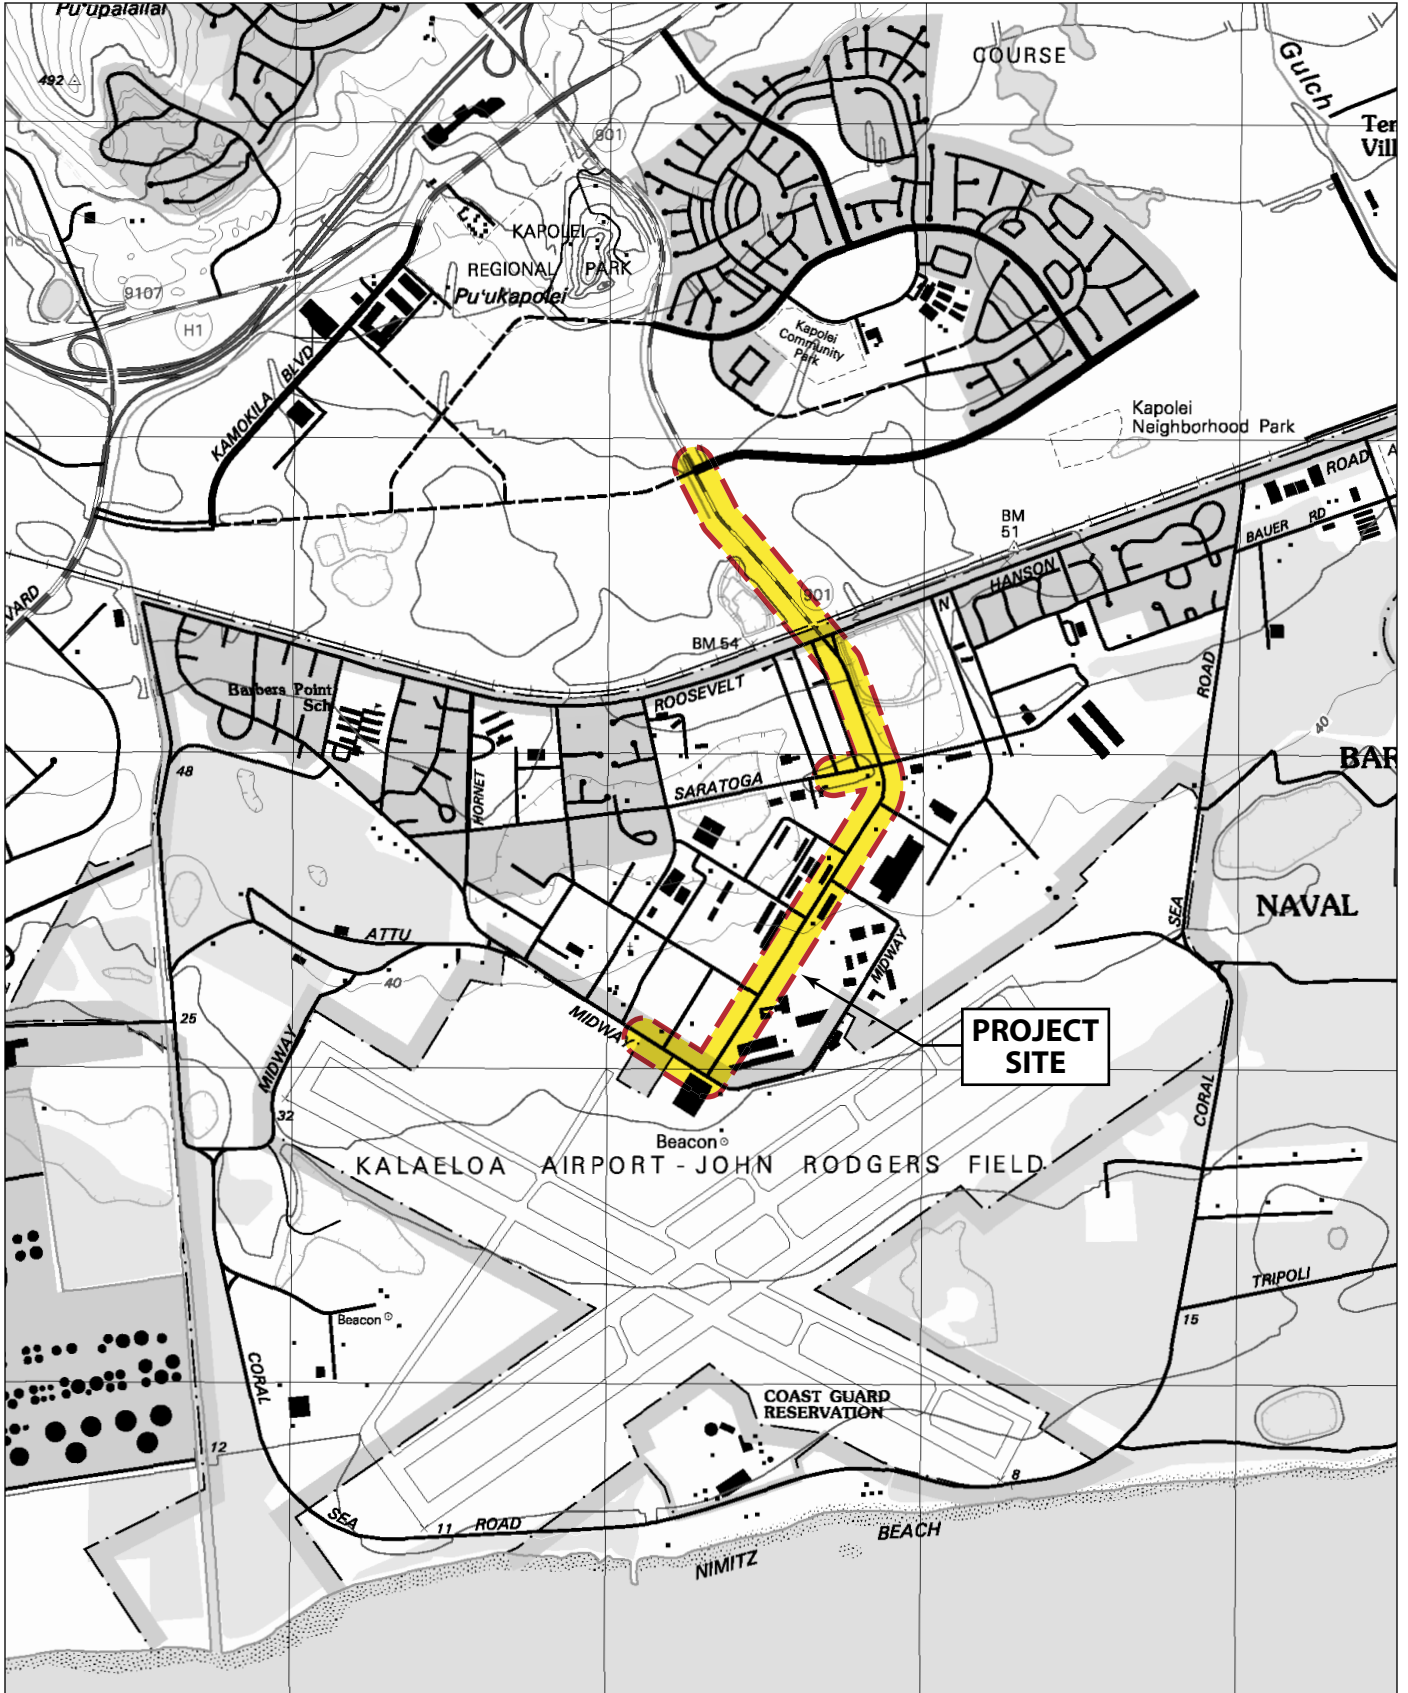 Pu'upalailai
COURSE
Gulch
492
Ter
Vill
901
KAPOLEI
REGIONAL PARK
Pu'ukapolei
9107
H1
Kapolei
Community
Park
KAMOKILA BLVD
Kapolei
Neighborhood Park
ROAD
A
BM
51
BAUER RD
HANSON
901
N
VARD
BM 54
ROOSEVELT
Barbers Point
Sch
ROAD
40
BAR
48
HORNET
SARATOGA
SEA
NAVAL
ATTU
MIDWAY
40
25
MIDWAY
PROJECT
SITE
MIDWAY
32
CORAL
Beacon
KALAELOA AIRPORT - JOHN RODGERS FIELD
TRIPOLI
15
Beacon
CORAL
COAST GUARD
RESERVATION
12
8
SEA
11
ROAD
BEACH
NIMITZ